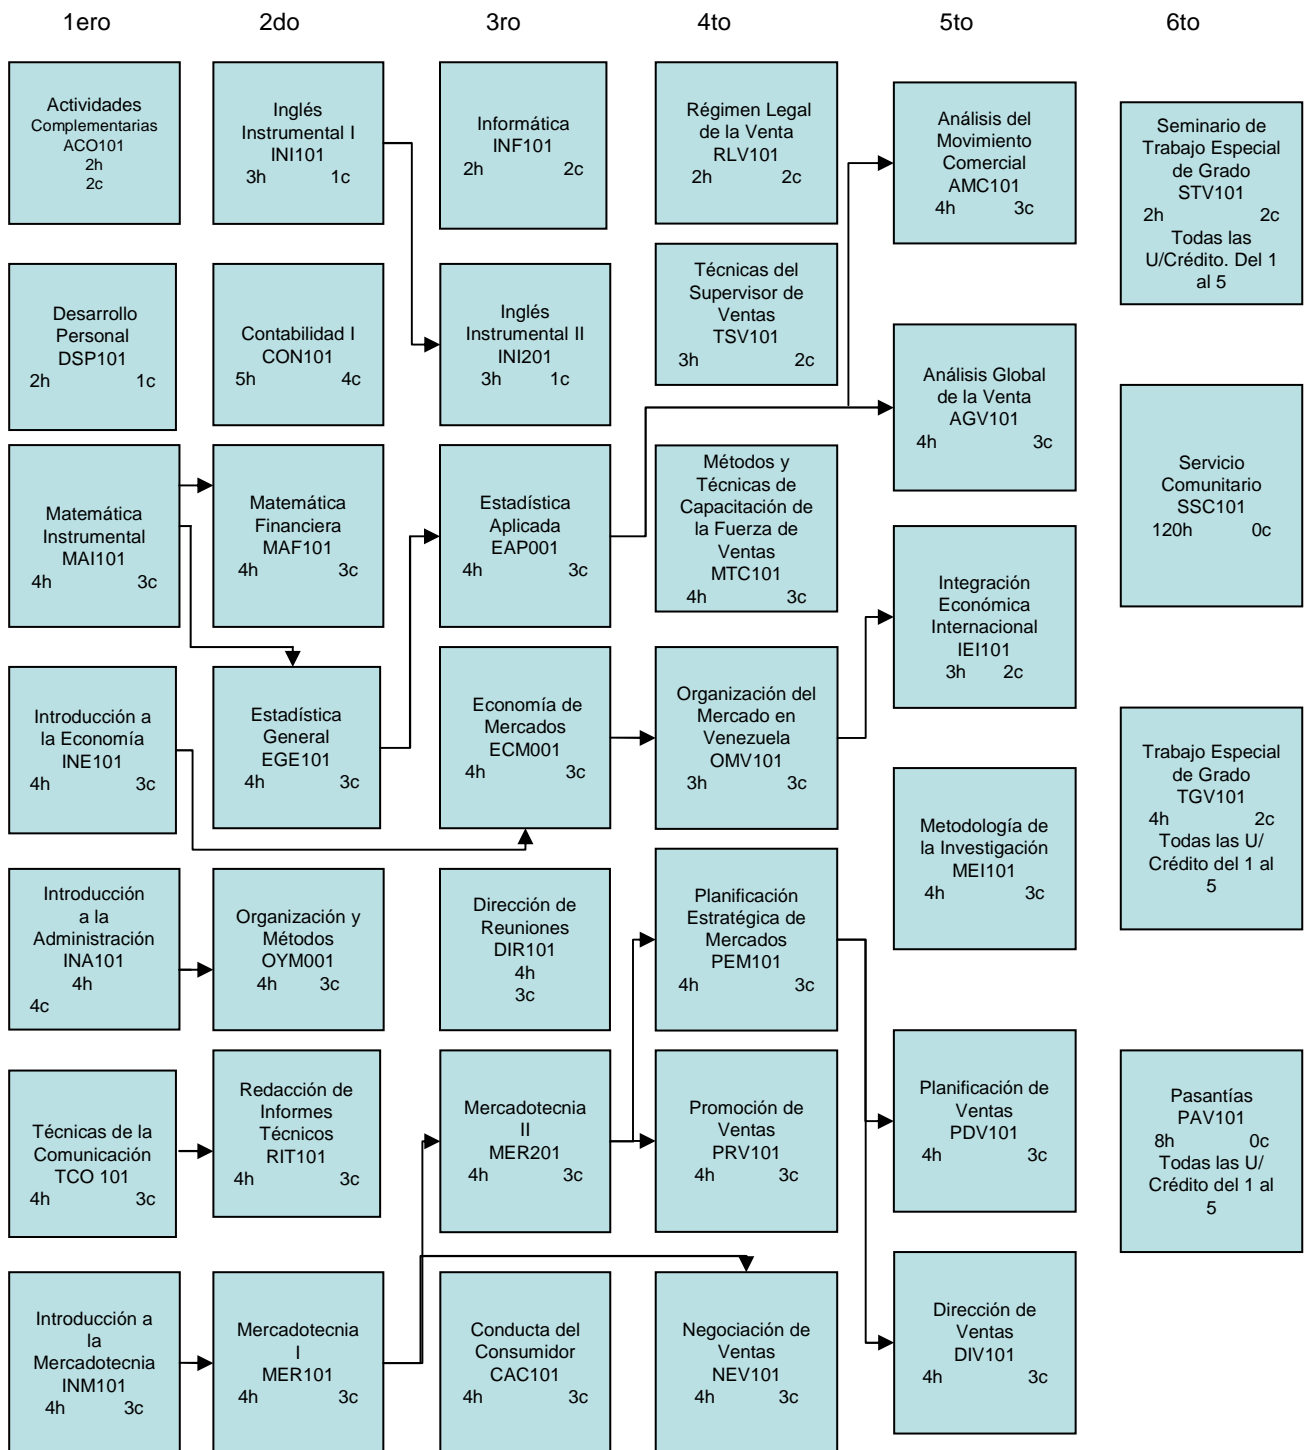 1ero
2do
3ro
4to
5to
6to
Actividades
Complementarias
ACO101
2h
2c
Desarrollo
Personal
DSP101
2h 1c
Matemática
Instrumental
MAI101
4h 3c
Introducción a
la Economía
INE101
4h 3c
Introducción
a la
Administración
INA101
4h
4c
Técnicas de la
Comunicación
TCO 101
4h 3c
Introducción a
la
Mercadotecnia
INM101
4h 3c
Inglés
Instrumental I
INI101
3h 1c
Contabilidad I
CON101
5h 4c
Matemática
Financiera
MAF101
4h 3c
Estadística
General
EGE101
4h 3c
Organización y
Métodos
OYM001
4h 3c
Redacción de
Informes
Técnicos
RIT101
4h 3c
Mercadotecnia
I
MER101
4h 3c
Informática
INF101
2h 2c
Inglés
Instrumental II
INI201
3h 1c
Estadística
Aplicada
EAP001
4h 3c
Economía de
Mercados
ECM001
4h 3c
Dirección de
Reuniones
DIR101
4h
3c
Mercadotecnia
II
MER201
4h 3c
Conducta del
Consumidor
CAC101
4h 3c
Régimen Legal
de la Venta
RLV101
2h 2c
Técnicas del
Supervisor de
Ventas
TSV101
3h 2c
Métodos y
Técnicas de
Capacitación de
la Fuerza de
Ventas
MTC101
4h 3c
Organización del
Mercado en
Venezuela
OMV101
3h 3c
Planificación
Estratégica de
Mercados
PEM101
4h 3c
Promoción de
Ventas
PRV101
4h 3c
Negociación de
Ventas
NEV101
4h 3c
Análisis del
Movimiento
Comercial
AMC101
4h 3c
Análisis Global
de la Venta
AGV101
4h 3c
Integración
Económica
Internacional
IEI101
3h 2c
Metodología de
la Investigación
MEI101
4h 3c
Planificación de
Ventas
PDV101
4h 3c
Dirección de
Ventas
DIV101
4h 3c
Seminario de
Trabajo Especial
de Grado
STV101
2h 2c
Todas las
U/Crédito. Del 1
al 5
Servicio
Comunitario
SSC101
120h 0c
Trabajo Especial
de Grado
TGV101
4h 2c
Todas las U/
Crédito del 1 al
5
Pasantías
PAV101
8h 0c
Todas las U/
Crédito del 1 al
5